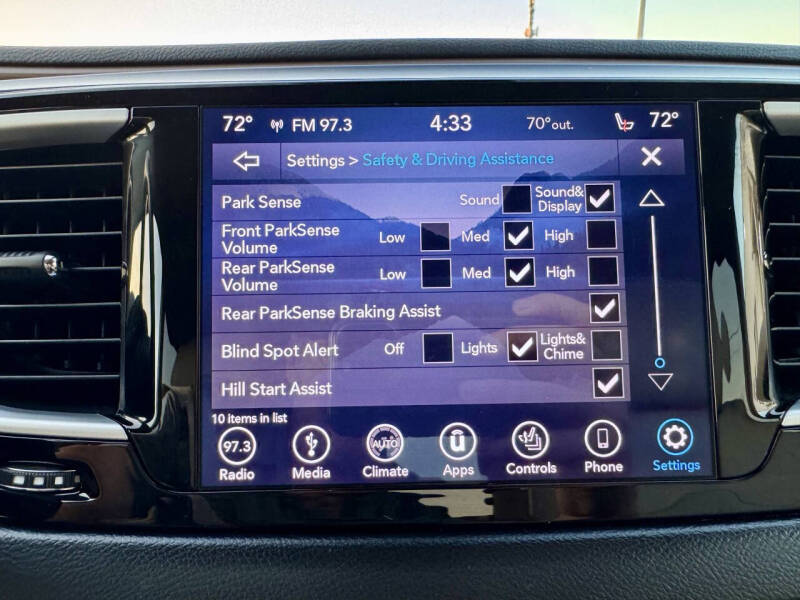 72° FM 97.3 4:33 70°out. 72°
Settings > Safety & Driving Assistance
Park Sense Sound Sound& Display
Front ParkSense Volume Low Med High
Rear ParkSense Volume Low Med High
Rear ParkSense Braking Assist
Blind Spot Alert Off Lights Lights& Chime
Hill Start Assist
10 items in list
97.3 AUTO
Radio Media Climate Apps Controls Phone Settings